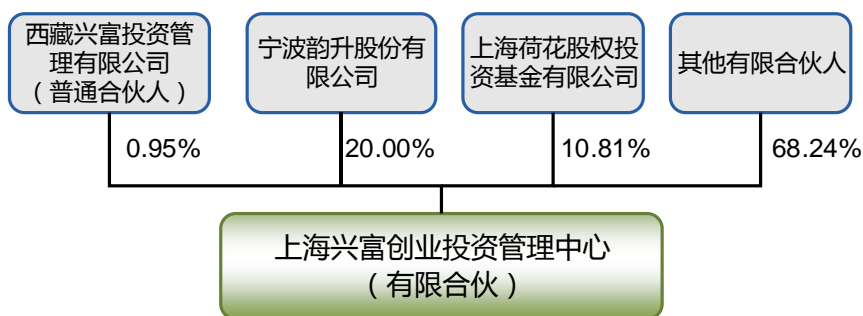 西藏兴富投资管
理有限公司
（普通合伙人）
宁波韵升股份有
限公司
上海荷花股权投
资基金有限公司
其他有限合伙人
0.95%
20.00%
10.81%
68.24%
上海兴富创业投资管理中心
（有限合伙）